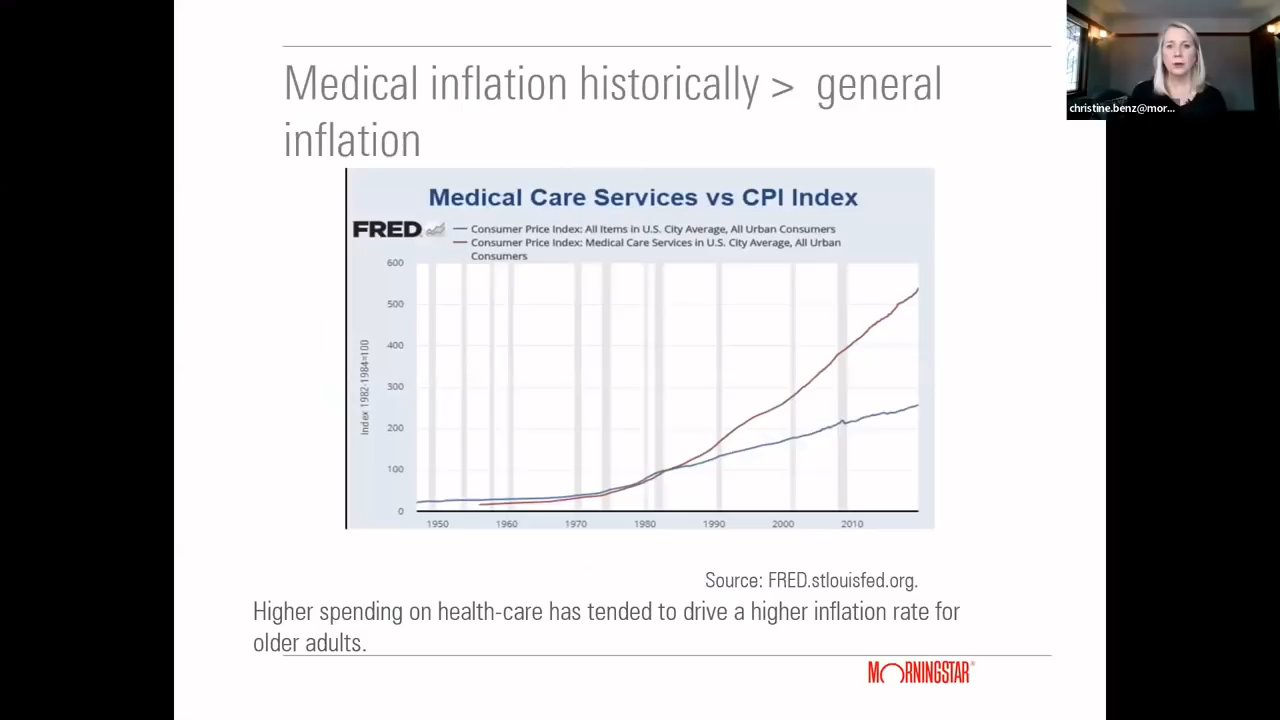 christine.benz@mor...
Medical inflation historically > general
inflation
Medical Care Services vs CPI Index
FRED
Consumer Price Index: All Items in U.S. City Average, All Urban Consumers
Consumer Price Index: Medical Care Services in U.S. City Average, All Urban
Consumers
600
500
400
300
200
100
0
Index 1982-1984=100
1950 1960 1970 1980 1990 2000 2010
Source: FRED.stlouisfed.org.
Higher spending on health-care has tended to drive a higher inflation rate for
older adults.
MORNINGSTAR®